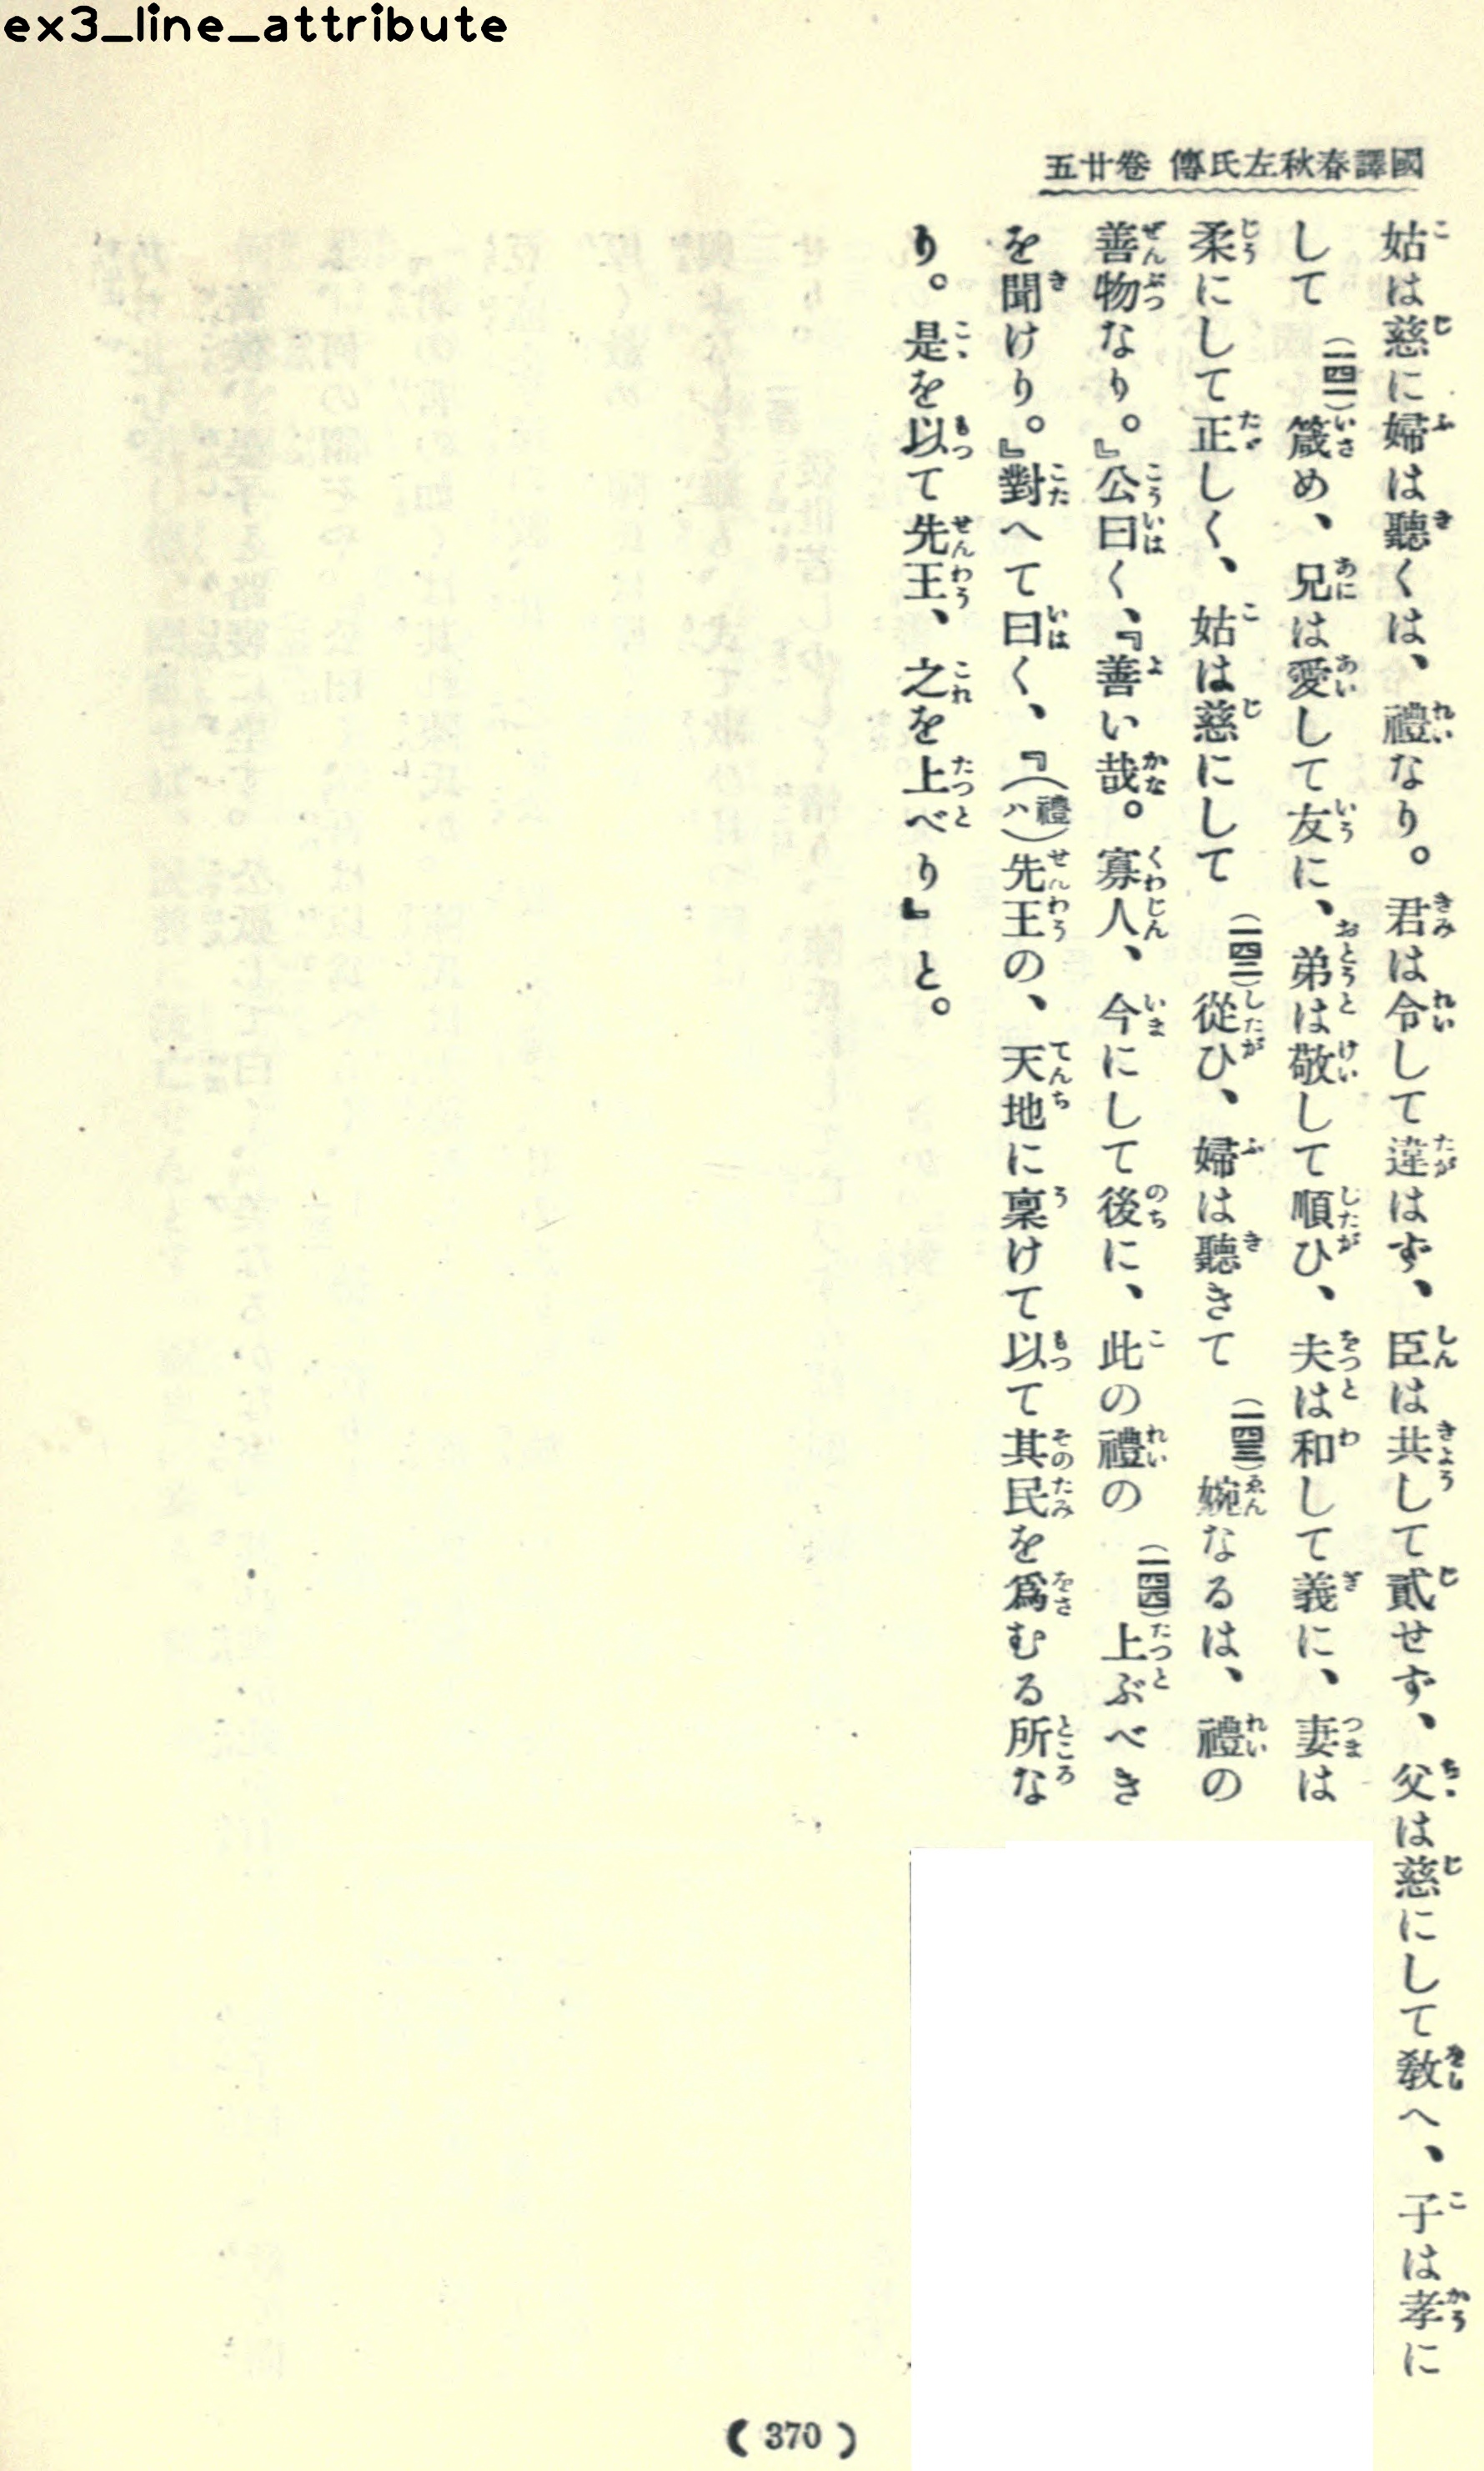 ex3_line_attribute
國譯春秋左氏傳 卷廿五
姑は慈に婦は聽くは、禮なり。君は令して違はず、臣は共して貳せず、父は慈にして敎へ、子は孝に
して(一四一)箴め、兄は愛して友に、弟は敬して順ひ、夫は和して義に、妻は
柔にして正しく、姑は慈にして(一四二)從ひ、婦は聽きて(一四三)婉なるは、禮の
善物なり。』公曰く、『善い哉。寡人、今にして後に、此の禮の(一四四)上ぶべき
を聞けり。』對へて曰く、『(禮ハ)先王の、天地に稟けて以て其民を爲むる所な
り。是を以て先王、之を上べり』と。
(370)